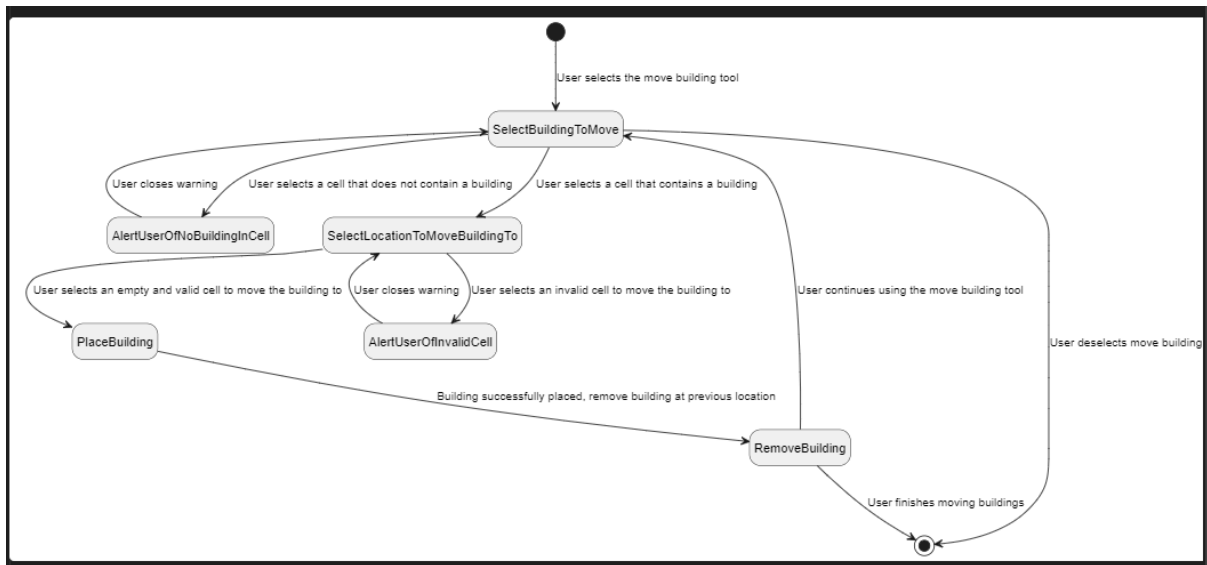 User selects the move building tool
SelectBuildingToMove
User closes warning
User selects a cell that does not contain a building
User selects a cell that contains a building
AlertUserOfNoBuildingInCell
SelectLocationToMoveBuildingTo
User selects an empty and valid cell to move the building to
User closes warning
User selects an invalid cell to move the building to
User continues using the move building tool
PlaceBuilding
AlertUserOfInvalidCell
User deselects move building
Building successfully placed, remove building at previous location
RemoveBuilding
User finishes moving buildings